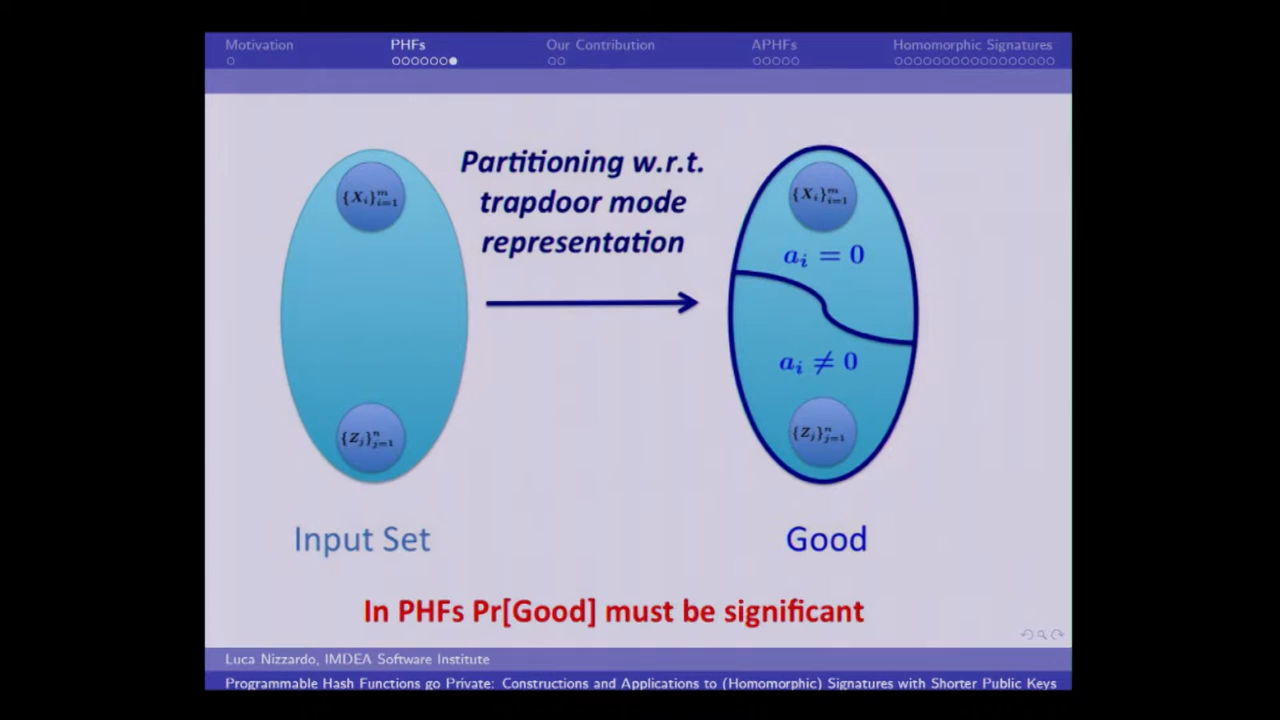 Motivation PHFs Our Contribution APHFs Homomorphic Signatures
Partitioning w.r.t.
trapdoor mode
representation
{X_i}_{i=1}^m
{X_i}_{i=1}^m
a_i = 0
a_i ≠ 0
{Z_j}_{j=1}^n
{Z_j}_{j=1}^n
Input Set
Good
In PHFs Pr[Good] must be significant
Luca Nizzardo, IMDEA Software Institute
Programmable Hash Functions go Private: Constructions and Applications to (Homomorphic) Signatures with Shorter Public Keys